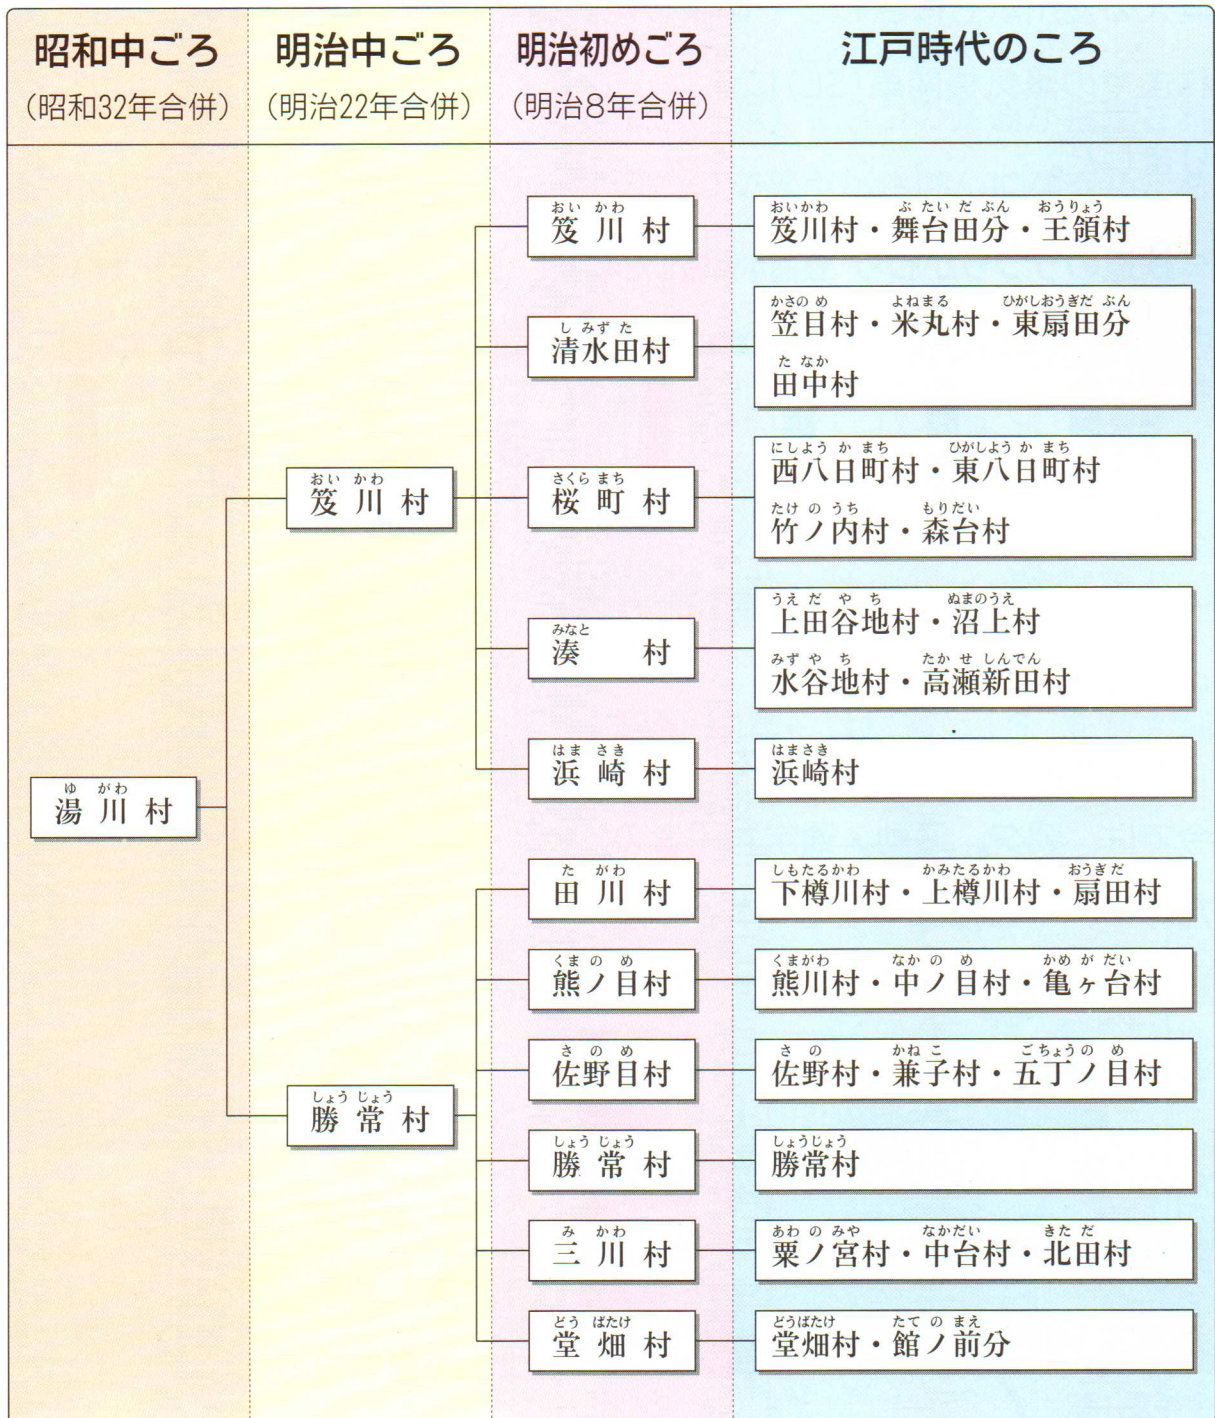 昭和中ごろ
(昭和32年合併)
明治中ごろ
(明治22年合併)
明治初めごろ
(明治8年合併)
江戸時代のころ
おい かわ
笈川村
おいかわ ぶ たい だ ぶん おうりょう
笈川村・舞台田分・王領村
し みず た
清水田村
かさの め よねまる ひがしおうぎだ ぶん
笠目村・米丸村・東扇田分
た なか
田中村
おい かわ
笈川村
さくら まち
桜町村
にしよう か まち ひがしよう か まち
西八日町村・東八日町村
たけ の うち もりだい
竹ノ内村・森台村
みなと
湊村
うえ だ や ち ぬまのうえ
上田谷地村・沼上村
みず や ち たか せ しんでん
水谷地村・高瀬新田村
はま さき
浜崎村
はまさき
浜崎村
ゆ がわ
湯川村
た がわ
田川村
しもたるかわ かみたるかわ おうぎだ
下樽川村・上樽川村・扇田村
くま の め
熊ノ目村
くまがわ なか の め かめ が だい
熊川村・中ノ目村・亀ヶ台村
さ の め
佐野目村
さ の かね こ ごちょう の め
佐野村・兼子村・五丁ノ目村
しょう じょう
勝常村
しょう じょう
勝常村
しょうじょう
勝常村
み かわ
三川村
あわ の みや なかだい きた だ
粟ノ宮村・中台村・北田村
どう ばたけ
堂畑村
どうばたけ たて の まえ
堂畑村・館ノ前分